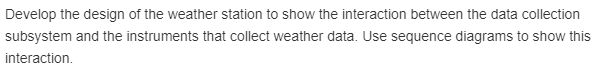 Develop the design of the weather station to show the interaction between the data collection
subsystem and the instruments that collect weather data. Use sequence diagrams to show this
interaction.